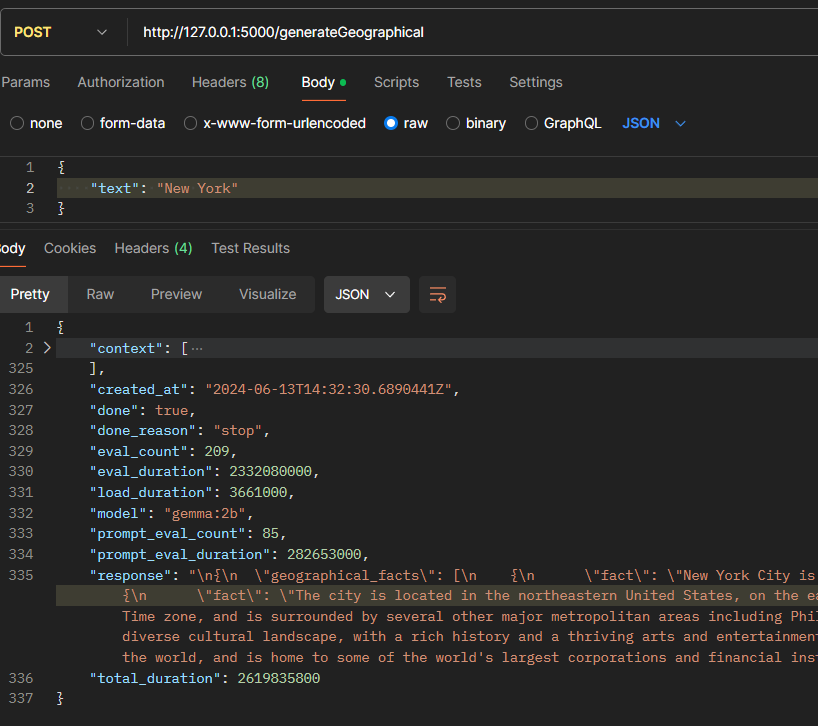 POST http://127.0.0.1:5000/generateGeographical
Params Authorization Headers (8) Body Scripts Tests Settings
none form-data x-www-form-urlencoded raw binary GraphQL JSON
1 {
2 "text": "New York"
3 }
Body Cookies Headers (4) Test Results
Pretty Raw Preview Visualize JSON
1 {
2 "context": [ ···
325 ],
326 "created_at": "2024-06-13T14:32:30.6890441Z",
327 "done": true,
328 "done_reason": "stop",
329 "eval_count": 209,
330 "eval_duration": 2332080000,
331 "load_duration": 3661000,
332 "model": "gemma:2b",
333 "prompt_eval_count": 85,
334 "prompt_eval_duration": 282653000,
335 "response": "\n{\n  \"geographical_facts\": [\n    {\n      \"fact\": \"New York City is
{\n      \"fact\": \"The city is located in the northeastern United States, on the
Time zone, and is surrounded by several other major metropolitan areas including
diverse cultural landscape, with a rich history and a thriving arts and
the world, and is home to some of the world's largest corporations and financial
336 "total_duration": 2619835800
337 }